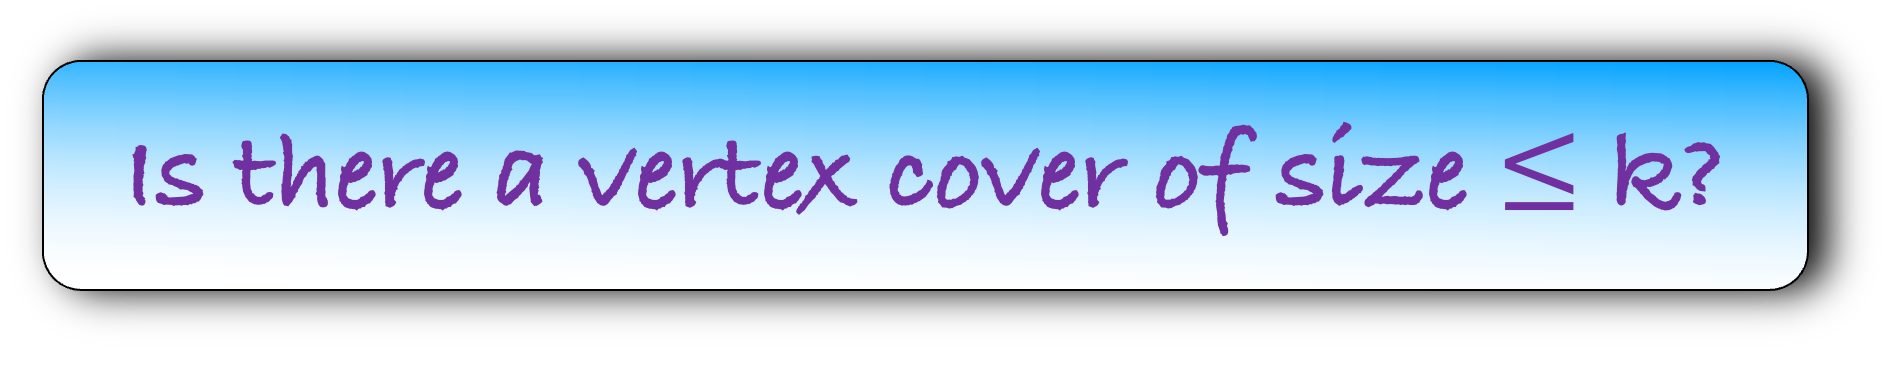 Is there a vertex cover of size ≤ k?